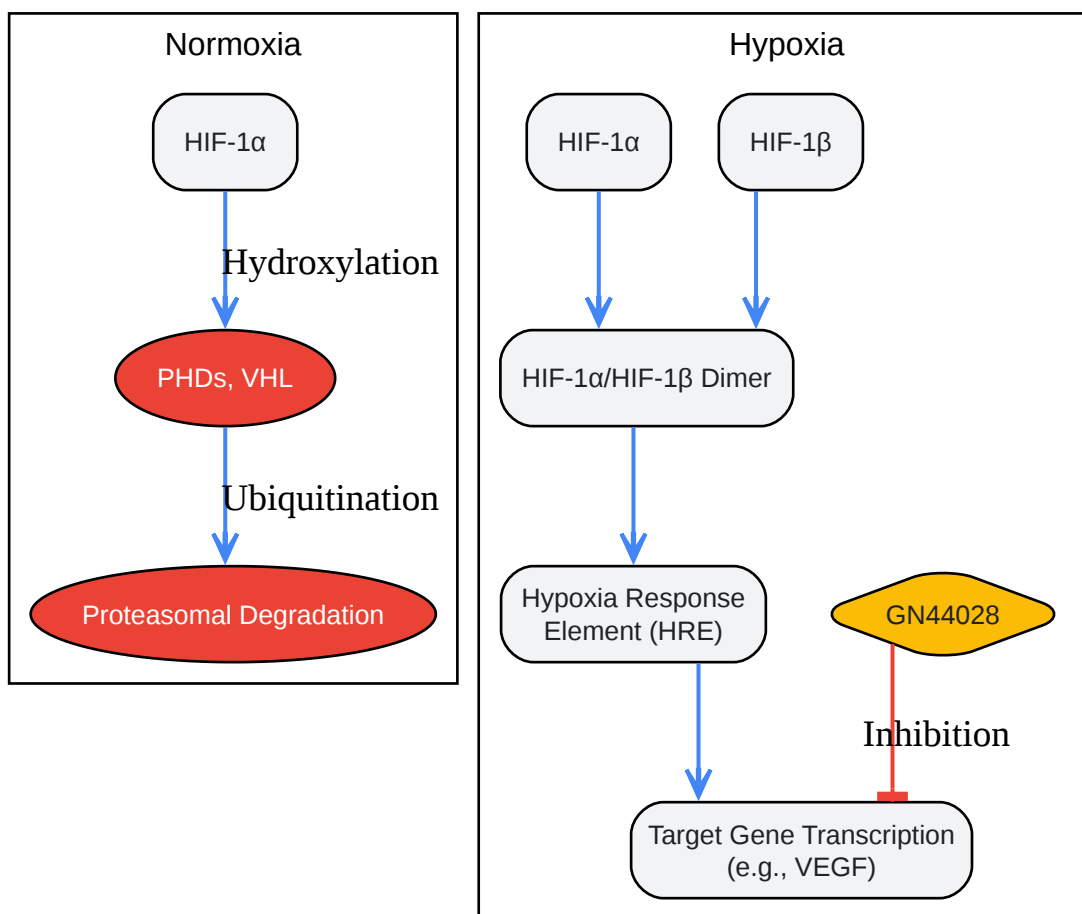 Normoxia
HIF-1α
Hydroxylation
PHDs, VHL
Ubiquitination
Proteasomal Degradation
Hypoxia
HIF-1α
HIF-1β
HIF-1α/HIF-1β Dimer
Hypoxia Response
Element (HRE)
GN44028
Inhibition
Target Gene Transcription
(e.g., VEGF)